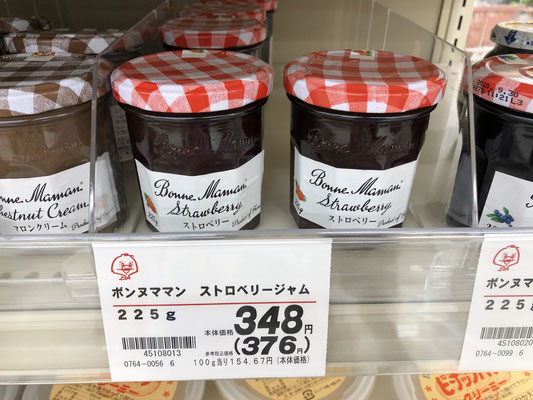 Bonne Maman
Chestnut Cream
マロンクリーム
Bonne Maman
Strawberry
ストロベリー
Bonne Maman
Strawberry
ストロベリー
9.30
ボンヌママン ストロベリージャム
225g
本体価格 348円
参考税込価格 (376円)
100g当り154.67円(本体価格)
45108013
0764-0056 6
ボンヌ
225g
45108020
0764-0099 6